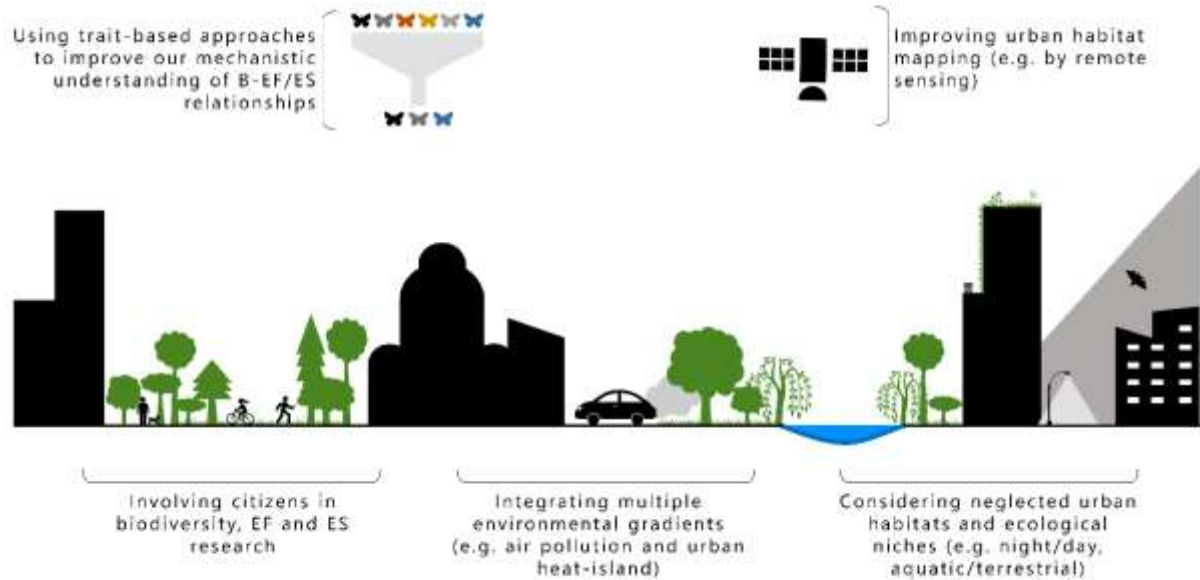 Using trait-based approaches
to improve our mechanistic
understanding of B-EF/ES
relationships
Improving urban habitat
mapping (e.g. by remote
sensing)
Involving citizens in
biodiversity, EF and ES
research
Integrating multiple
environmental gradients
(e.g. air pollution and urban
heat-island)
Considering neglected urban
habitats and ecological
niches (e.g. night/day,
aquatic/terrestrial)